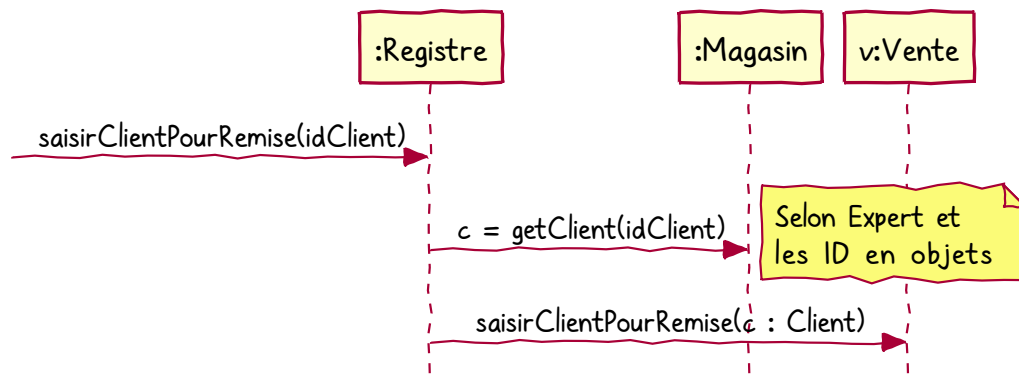 :Registre
:Magasin
v:Vente
saisirClientPourRemise(idClient)
c = getClient(idClient)
Selon Expert et
les ID en objets
saisirClientPourRemise(c : Client)